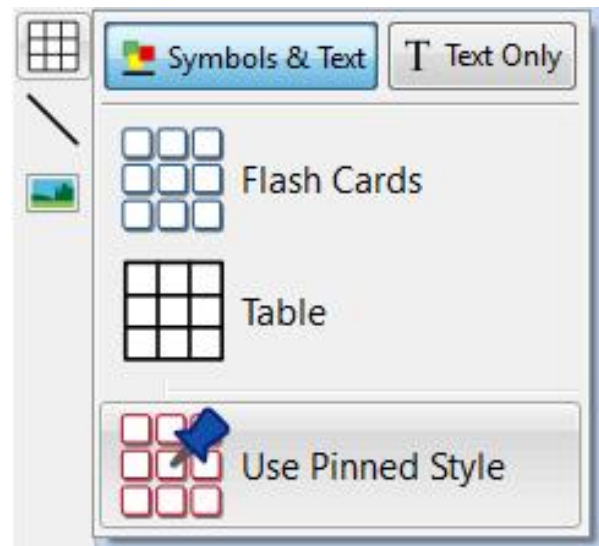 Symbols & Text
T Text Only
Flash Cards
Table
Use Pinned Style